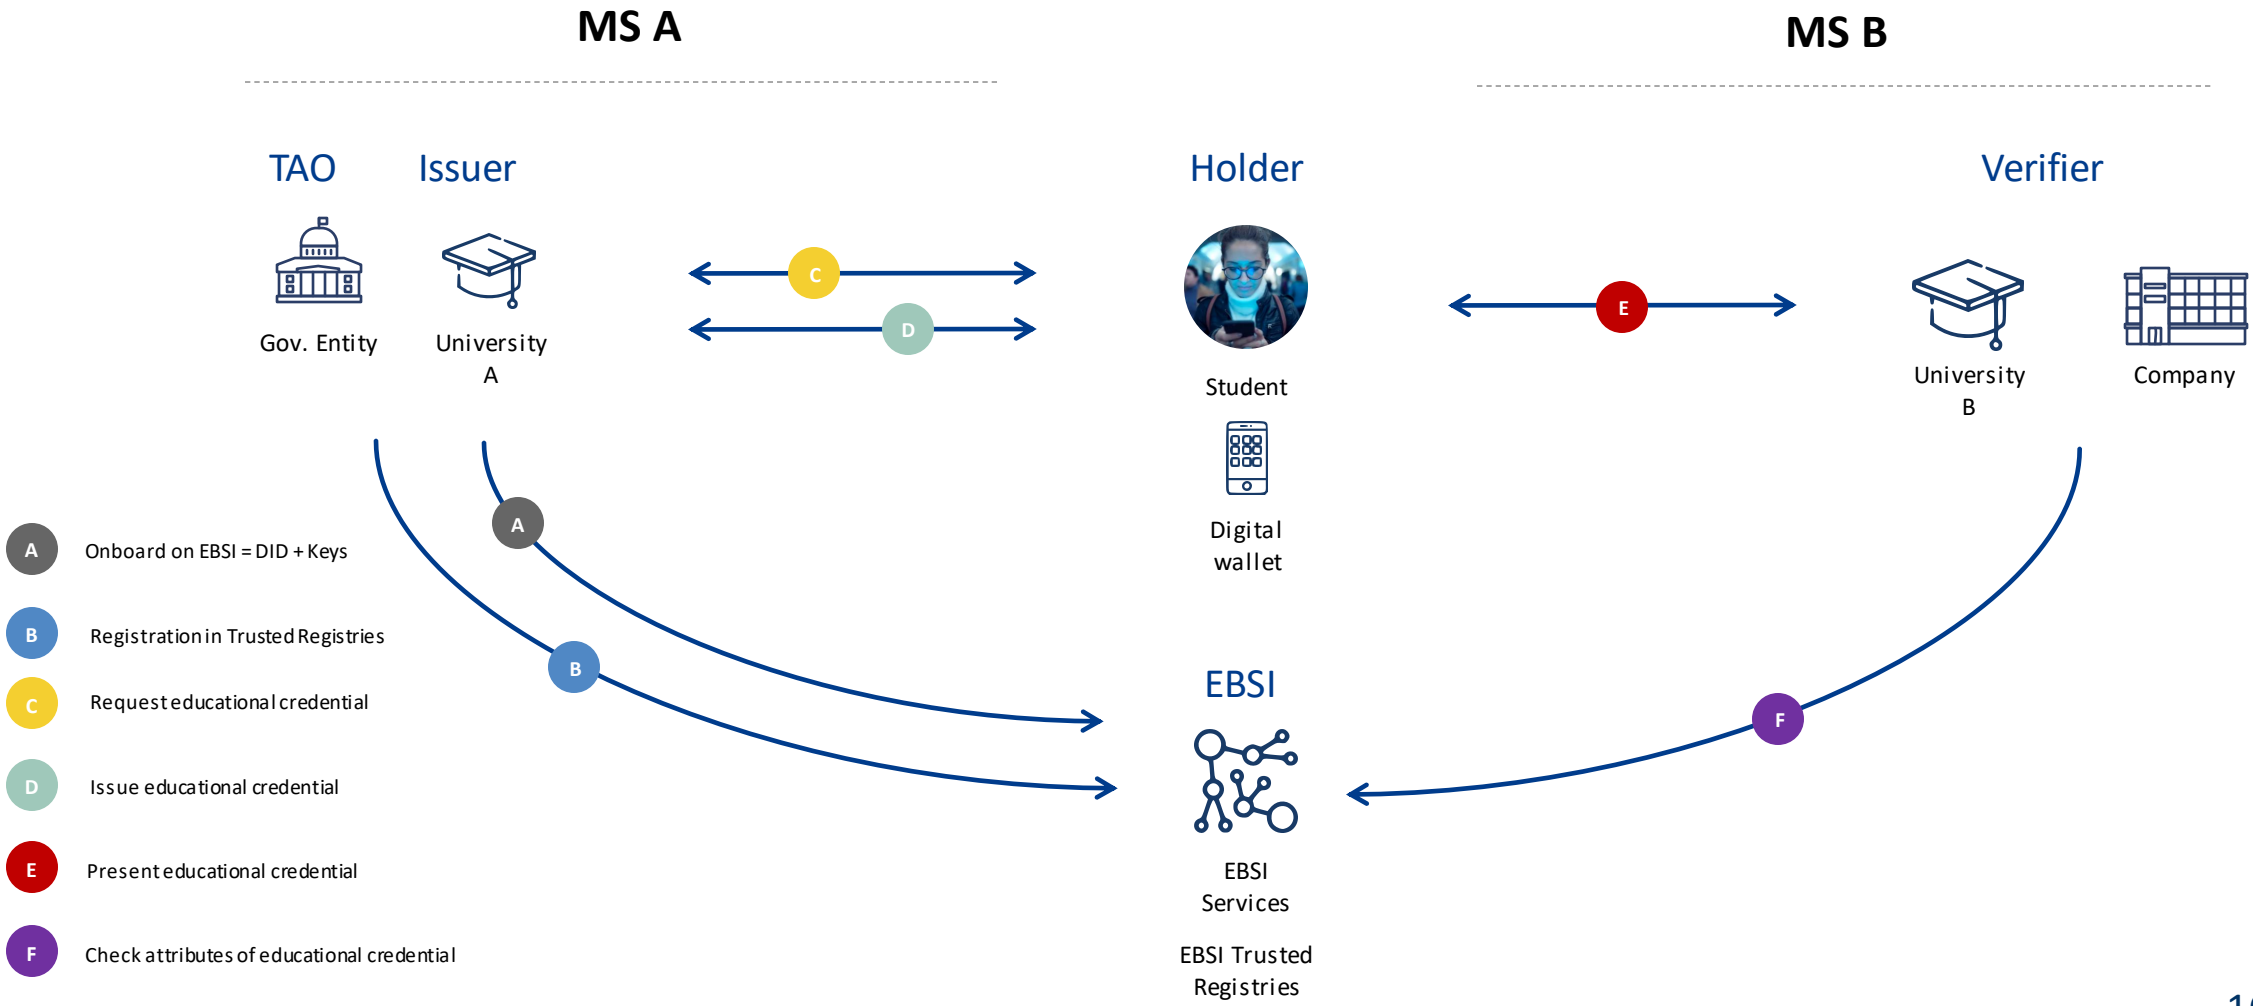 MS A
MS B
TAO
Issuer
Holder
Verifier
C
D
E
Gov. Entity
University
A
Student
University
B
Company
Digital
wallet
A
B
F
A Onboard on EBSI = DID + Keys
B Registration in Trusted Registries
C Request educational credential
D Issue educational credential
E Present educational credential
F Check attributes of educational credential
EBSI
EBSI
Services
EBSI Trusted
Registries